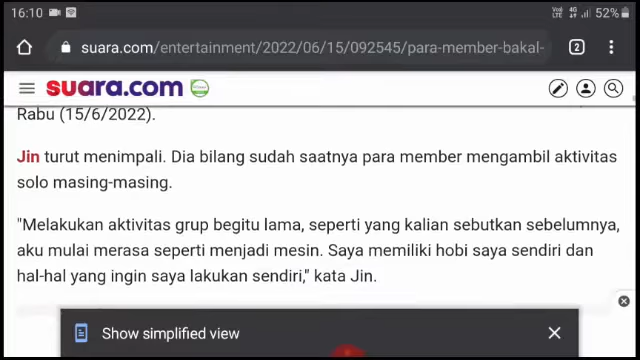 16:10 4G 52%
suara.com/entertainment/2022/06/15/092545/para-member-bakal- 2
suara.com
Rabu (15/6/2022).
Jin turut menimpali. Dia bilang sudah saatnya para member mengambil aktivitas
solo masing-masing.
"Melakukan aktivitas grup begitu lama, seperti yang kalian sebutkan sebelumnya,
aku mulai merasa seperti menjadi mesin. Saya memiliki hobi saya sendiri dan
hal-hal yang ingin saya lakukan sendiri," kata Jin.
Show simplified view